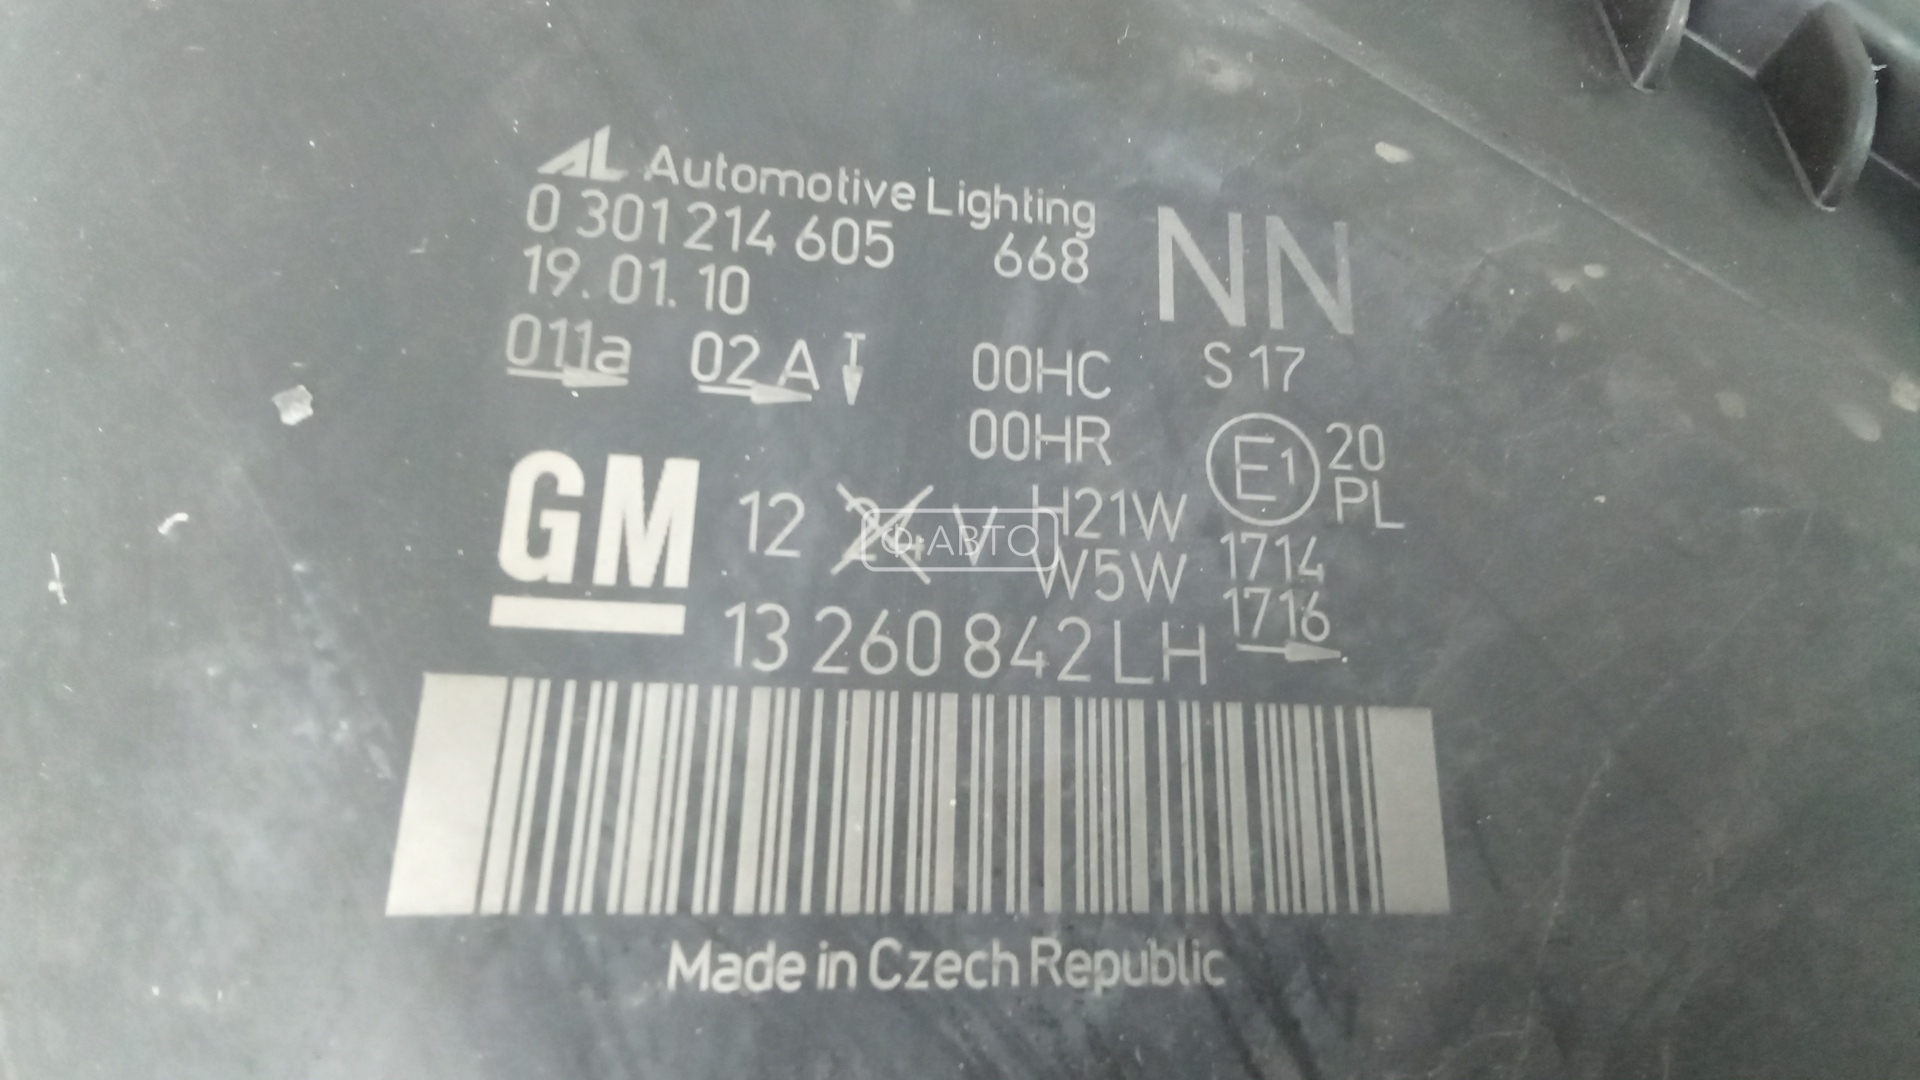 AL Automotive Lighting
0 301 214 605 668 NN
19.01.10
011a 02 A T 00HC S 17
00HR E1 20
PL
GM 12 24 V H21W
W5W 1714
1716
13 260 842 LH
Ф-АВТО
Made in Czech Republic